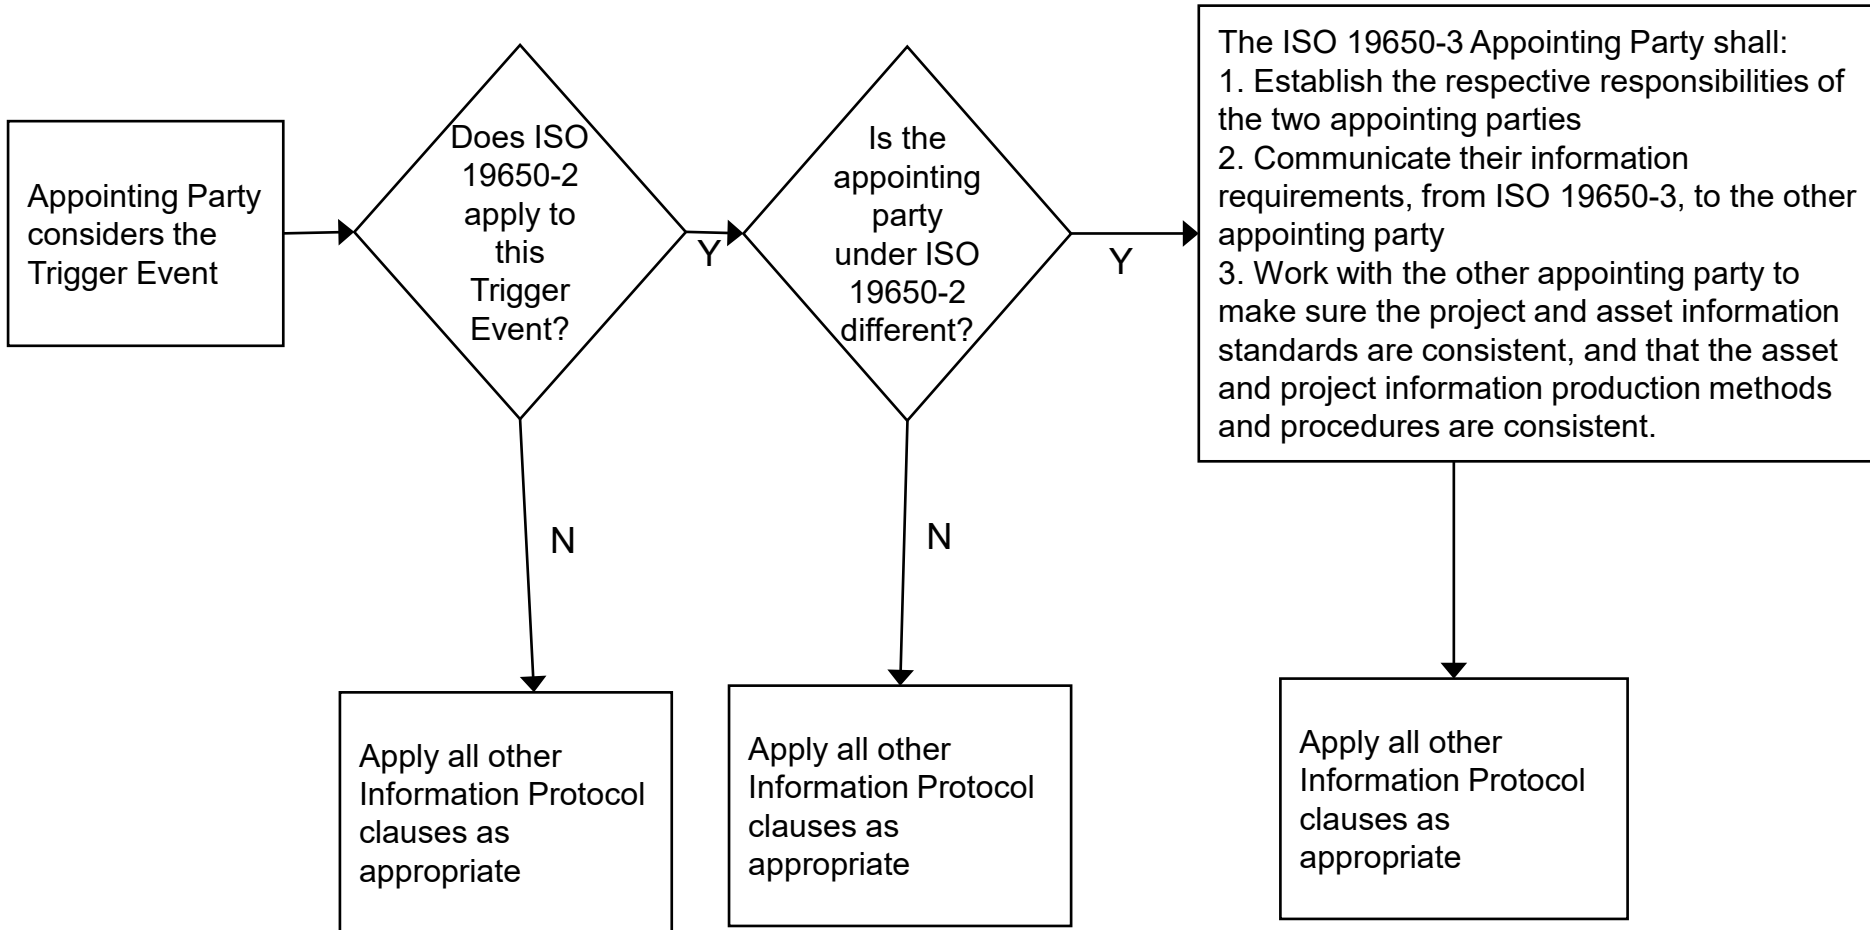 Appointing Party
considers the
Trigger Event
Does ISO
19650-2
apply to
this
Trigger
Event?
Y
N
Is the
appointing
party
under ISO
19650-2
different?
Y
N
The ISO 19650-3 Appointing Party shall:
1. Establish the respective responsibilities of
the two appointing parties
2. Communicate their information
requirements, from ISO 19650-3, to the other
appointing party
3. Work with the other appointing party to
make sure the project and asset information
standards are consistent, and that the asset
and project information production methods
and procedures are consistent.
Apply all other
Information Protocol
clauses as
appropriate
Apply all other
Information Protocol
clauses as
appropriate
Apply all other
Information Protocol
clauses as
appropriate